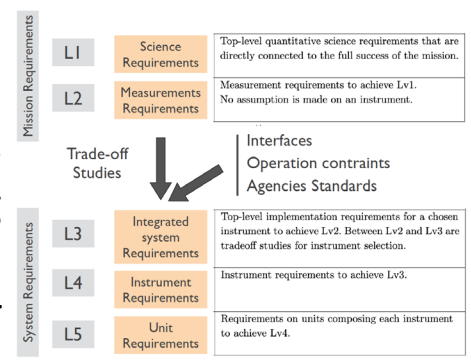 Mission Requirements
L1
Science
Requirements
Top-level quantitative science requirements that are
directly connected to the full success of the mission.
L2
Measurements
Requirements
Measurement requirements to achieve Lv1.
No assumption is made on an instrument.
Trade-off
Studies
Interfaces
Operation contraints
Agencies Standards
System Requirements
L3
Integrated
system
Requirements
Top-level implementation requirements for a chosen
instrument to achieve Lv2. Between Lv2 and Lv3 are
tradeoff studies for instrument selection.
L4
Instrument
Requirements
Instrument requirements to achieve Lv3.
L5
Unit
Requirements
Requirements on units composing each instrument
to achieve Lv4.